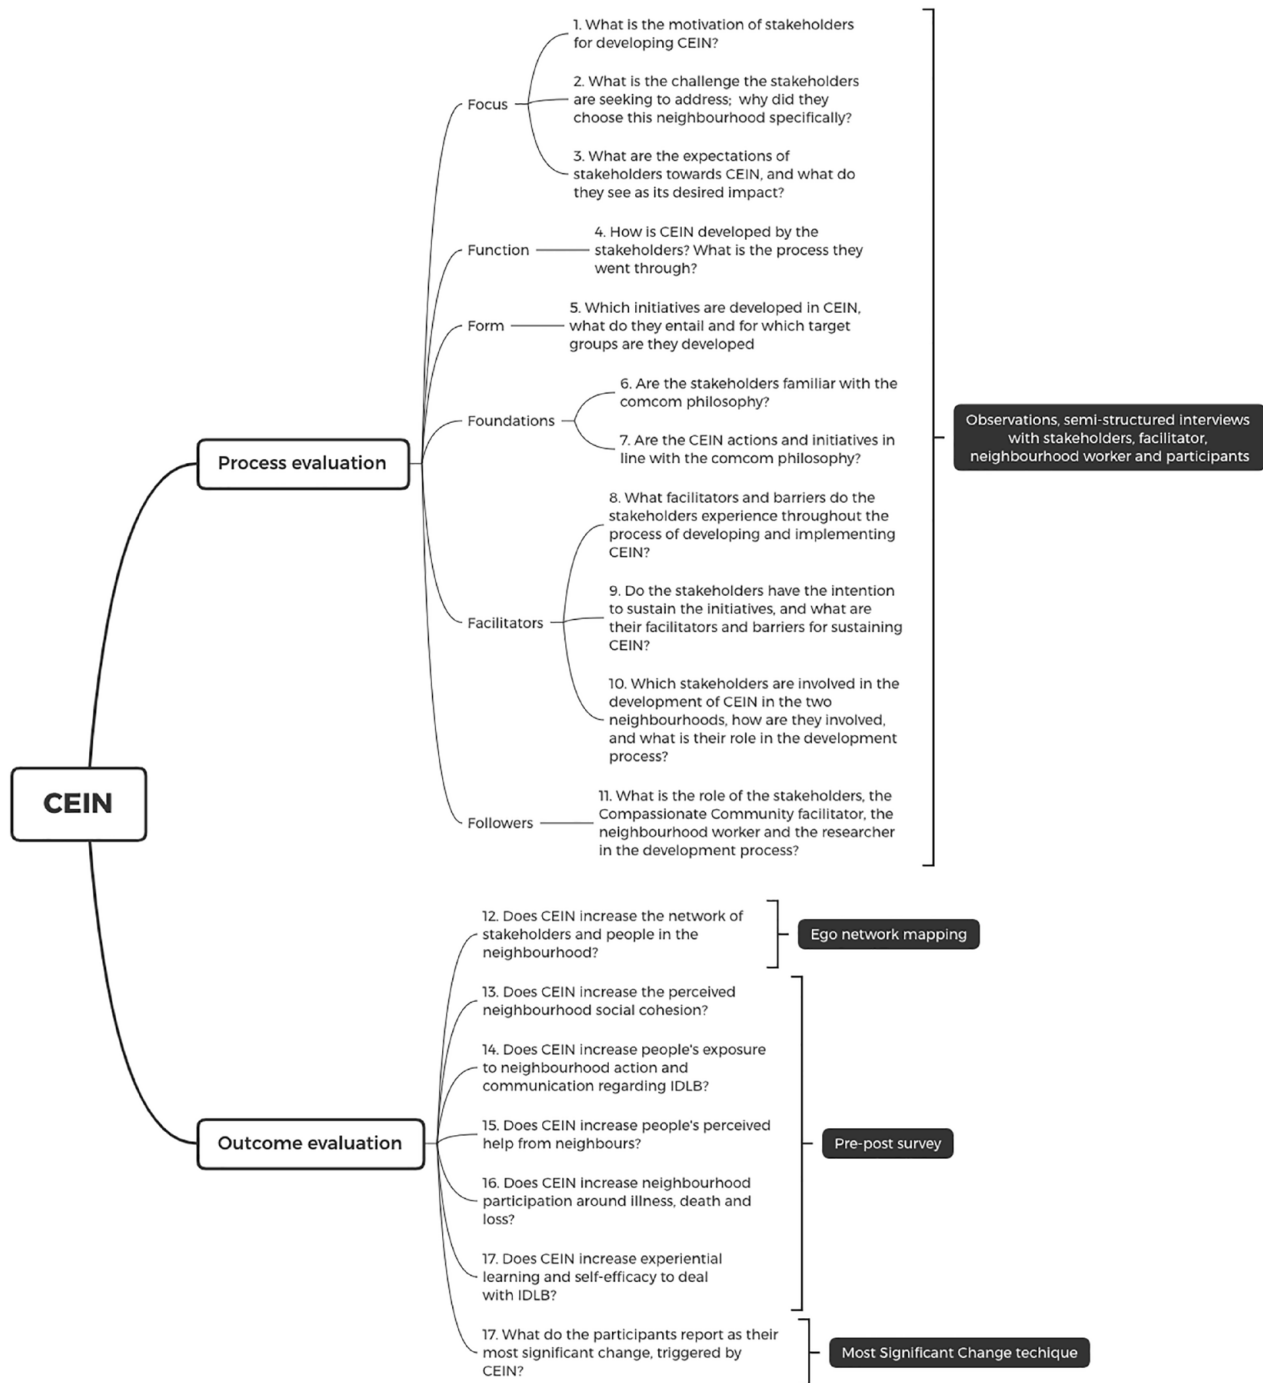 CEIN
Process evaluation
Focus
1. What is the motivation of stakeholders
for developing CEIN?
2. What is the challenge the stakeholders
are seeking to address;  why did they
choose this neighbourhood specifically?
3. What are the expectations of
stakeholders towards CEIN, and what do
they see as its desired impact?
Function
4. How is CEIN developed by the
stakeholders? What is the process they
went through?
Form
5. Which initiatives are developed in CEIN,
what do they entail and for which target
groups are they developed
Foundations
6. Are the stakeholders familiar with the
comcom philosophy?
7. Are the CEIN actions and initiatives in
line with the comcom philosophy?
Facilitators
8. What facilitators and barriers do the
stakeholders experience throughout the
process of developing and implementing
CEIN?
9. Do the stakeholders have the intention
to sustain the initiatives, and what are
their facilitators and barriers for sustaining
CEIN?
10. Which stakeholders are involved in the
development of CEIN in the two
neighbourhoods, how are they involved,
and what is their role in the development
process?
Followers
11. What is the role of the stakeholders, the
Compassionate Community facilitator, the
neighbourhood worker and the researcher
in the development process?
Observations, semi-structured interviews
with stakeholders, facilitator,
neighbourhood worker and participants
Outcome evaluation
12. Does CEIN increase the network of
stakeholders and people in the
neighbourhood?
Ego network mapping
13. Does CEIN increase the perceived
neighbourhood social cohesion?
14. Does CEIN increase people's exposure
to neighbourhood action and
communication regarding IDLB?
15. Does CEIN increase people's perceived
help from neighbours?
16. Does CEIN increase neighbourhood
participation around illness, death and
loss?
17. Does CEIN increase experiential
learning and self-efficacy to deal
with IDLB?
Pre-post survey
17. What do the participants report as their
most significant change, triggered by
CEIN?
Most Significant Change techique